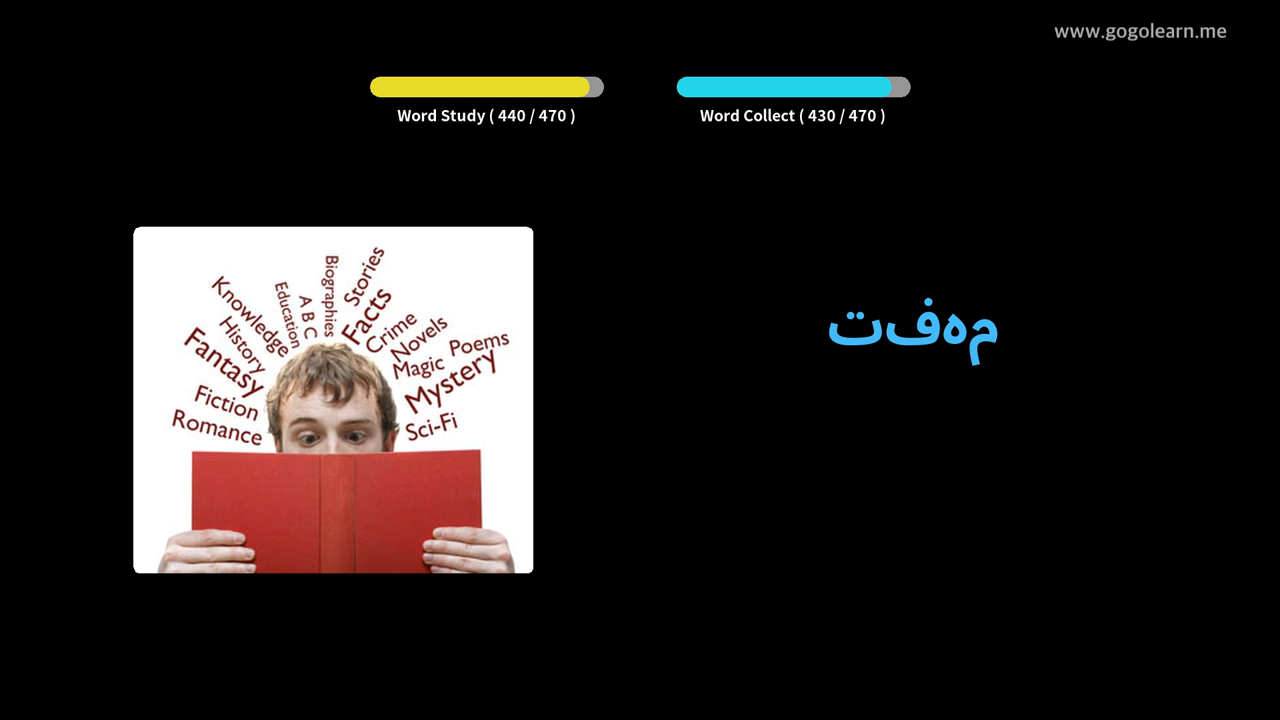 www.gogolearn.me
Word Study ( 440 / 470 )
Word Collect ( 430 / 470 )
Knowledge
History
Fantasy
Fiction
Romance
Education
A B C
Biographies
Stories
Facts
Crime
Novels
Magic
Poems
Mystery
Sci-Fi
مهفت